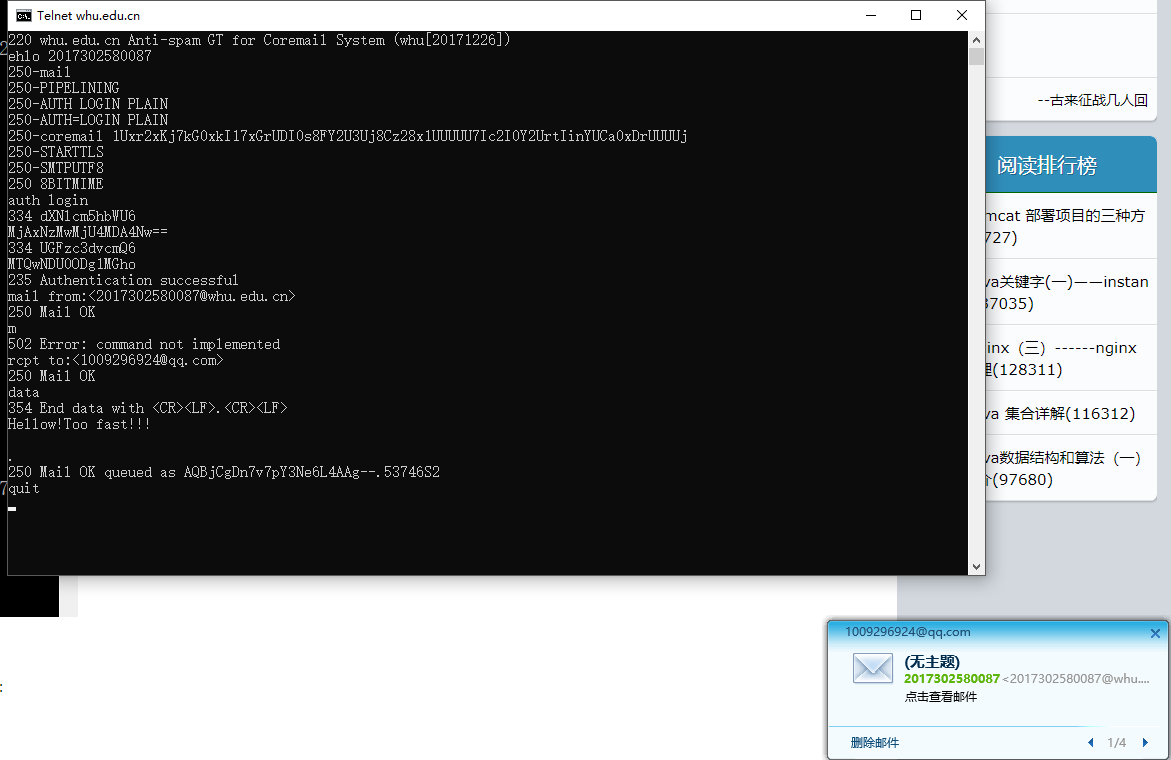 Telnet whu.edu.cn
220 whu.edu.cn Anti-spam GT for Coremail System (whu[20171226])
ehlo 2017302580087
250-mail
250-PIPELINING
250-AUTH LOGIN PLAIN
250-AUTH=LOGIN PLAIN
250-coremail 1Uxr2xKj7kG0xkI17xGrUDI0s8FY2U3Uj8Cz28x1UUUUU7Ic2I0Y2UrtIinYUCa0xDrUUUUj
250-STARTTLS
250-SMTPUTF8
250 8BITMIME
auth login
334 dXNlcm5hbWU6
MjAxNzMwMjU4MDA4Nw==
334 UGFzc3dvcmQ6
MTQwNDU0ODg1MGho
235 Authentication successful
mail from:<2017302580087@whu.edu.cn>
250 Mail OK
m
502 Error: command not implemented
rcpt to:<1009296924@qq.com>
250 Mail OK
data
354 End data with <CR><LF>.<CR><LF>
Hellow!Too fast!!!
.
250 Mail OK queued as AQBjCgDn7v7pY3Ne6L4AAg--.53746S2
quit
--古来征战几人回
阅读排行榜
mcat 部署项目的三种方
727)
va关键字(一)——instan
37035)
inx（三）------nginx
理(128311)
va 集合详解(116312)
va数据结构和算法（一）
介(97680)
1009296924@qq.com
(无主题)
2017302580087 <2017302580087@whu....
点击查看邮件
删除邮件
1/4